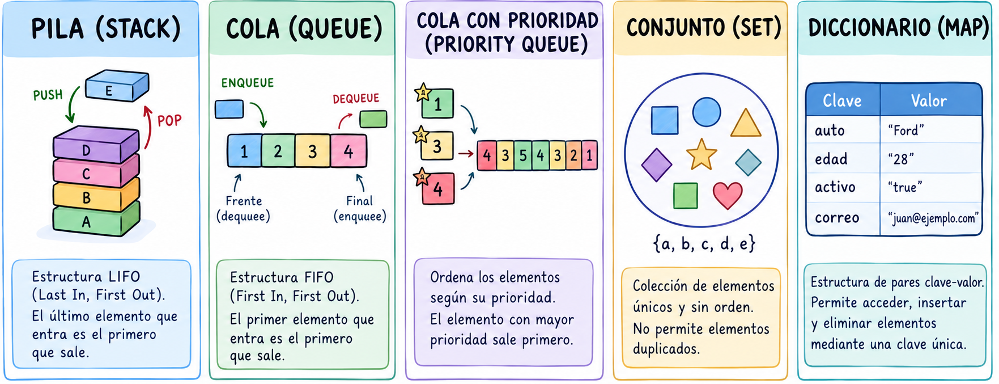 PILA (STACK)
PUSH
E
POP
D
C
B
A
Estructura LIFO
(Last In, First Out).
El último elemento que
entra es el primero
que sale.
COLA (QUEUE)
ENQUEUE
DEQUEUE
1 2 3 4
Frente
(dequuee)
Final
(enquuee)
Estructura FIFO
(First In, First Out).
El primer elemento que
entra es el primero
que sale.
COLA CON PRIORIDAD
(PRIORITY QUEUE)
1
3
4
4 3 5 4 3 2 1
Ordena los elementos
según su prioridad.
El elemento con mayor
prioridad sale primero.
CONJUNTO (SET)
{a, b, c, d, e}
Colección de elementos
únicos y sin orden.
No permite elementos
duplicados.
DICCIONARIO (MAP)
Clave Valor
auto “Ford”
edad “28”
activo “true”
correo “juan@ejemplo.com”
Estructura de pares clave-valor.
Permite acceder, insertar
y eliminar elementos
mediante una clave única.